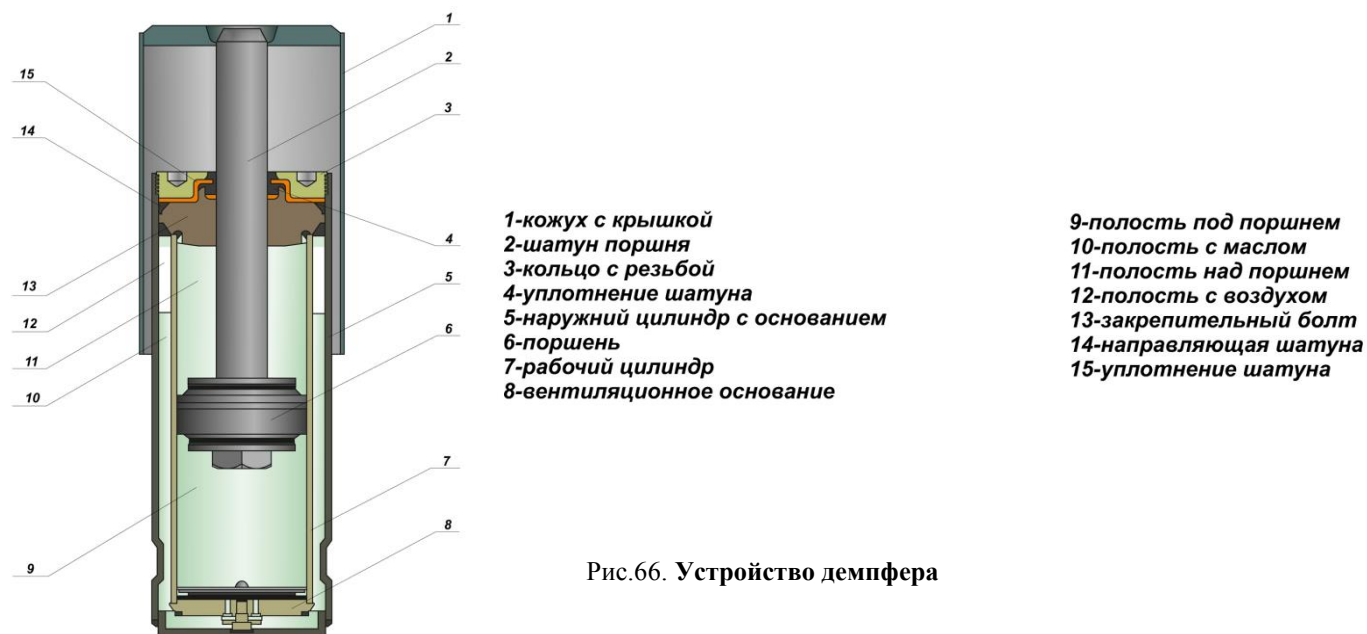 1
2
15
3
14
4
13
5
12
6
11
10
7
8
9
1-кожух с крышкой
2-шатун поршня
3-кольцо с резьбой
4-уплотнение шатуна
5-наружний цилиндр с основанием
6-поршень
7-рабочий цилиндр
8-вентиляционное основание
9-полость под поршнем
10-полость с маслом
11-полость над поршнем
12-полость с воздухом
13-закрепительный болт
14-направляющая шатуна
15-уплотнение шатуна
Рис.66. Устройство демпфера